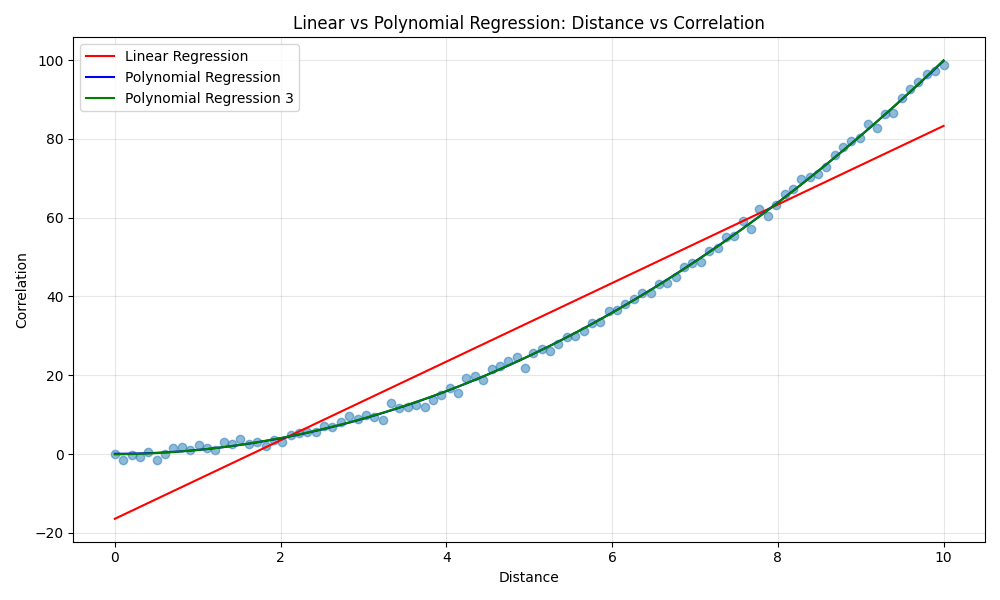 Linear vs Polynomial Regression: Distance vs Correlation
Linear Regression
Polynomial Regression
Polynomial Regression 3
Correlation
100
80
60
40
20
0
−20
0 2 4 6 8 10
Distance